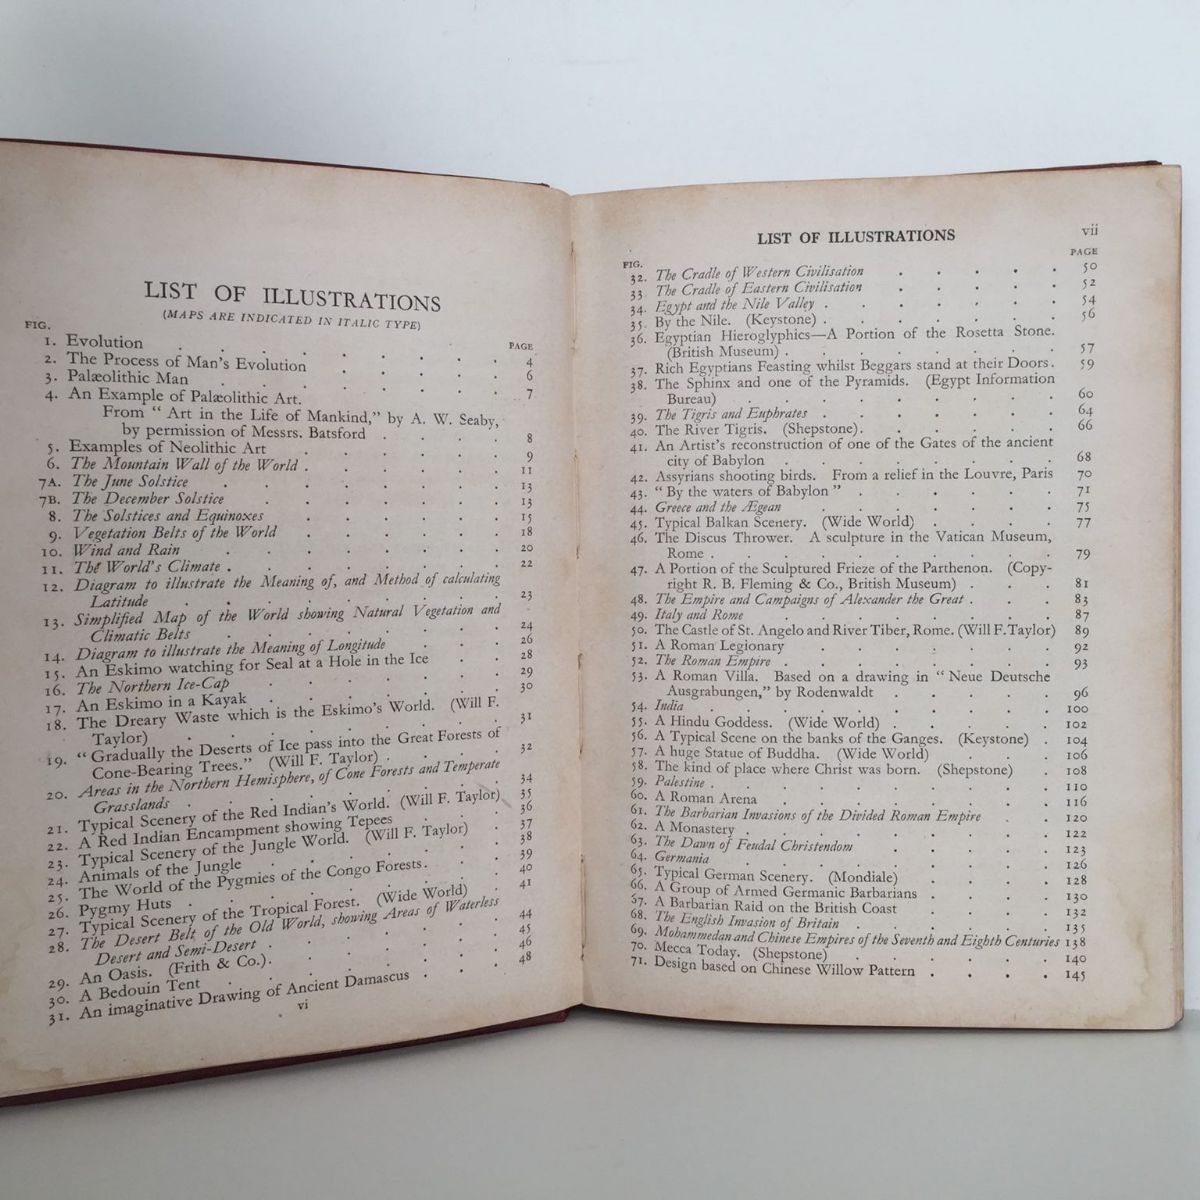 LIST OF ILLUSTRATIONS
(MAPS ARE INDICATED IN ITALIC TYPE)
FIG. PAGE
1. Evolution . . . . . . . . 4
2. The Process of Man's Evolution . . . 6
3. Palæolithic Man . . . . . . . 7
4. An Example of Palæolithic Art.
From “ Art in the Life of Mankind,” by A. W. Seaby,
by permission of Messrs. Batsford . . . . 8
5. Examples of Neolithic Art . . . . . 9
6. The Mountain Wall of the World . . . . . 11
7A. The June Solstice . . . . . . . 13
7B. The December Solstice . . . . . . 13
8. The Solstices and Equinoxes . . . . . 15
9. Vegetation Belts of the World . . . . . 18
10. Wind and Rain . . . . . . . 20
11. The World's Climate . . . . . . . 22
12. Diagram to illustrate the Meaning of, and Method of calculating
Latitude . . . . . . . . 23
13. Simplified Map of the World showing Natural Vegetation and
Climatic Belts . . . . . . . 24
14. Diagram to illustrate the Meaning of Longitude . . 26
15. An Eskimo watching for Seal at a Hole in the Ice . . 28
16. The Northern Ice-Cap . . . . . . 29
17. An Eskimo in a Kayak . . . . . . 30
18. The Dreary Waste which is the Eskimo's World. (Will F.
Taylor) . . . . . . . . 31
19. “ Gradually the Deserts of Ice pass into the Great Forests of
Cone-Bearing Trees.” (Will F. Taylor) . . . . 32
20. Areas in the Northern Hemisphere, of Cone Forests and Temperate
Grasslands . . . . . . . . 34
21. Typical Scenery of the Red Indian's World. (Will F. Taylor) 35
22. A Red Indian Encampment showing Tepees . . . 36
23. Typical Scenery of the Jungle World. (Will F. Taylor) . 37
24. Animals of the Jungle . . . . . . 38
25. The World of the Pygmies of the Congo Forests. . . 39
26. Pygmy Huts . . . . . . . . 40
27. Typical Scenery of the Tropical Forest. (Wide World) . 41
28. The Desert Belt of the Old World, showing Areas of Waterless
Desert and Semi-Desert . . . . . . 44
29. An Oasis. (Frith & Co.). . . . . . 45
30. A Bedouin Tent . . . . . . . 46
31. An imaginative Drawing of Ancient Damascus . . . 48
vi
LIST OF ILLUSTRATIONS vii
FIG. PAGE
32. The Cradle of Western Civilisation . . . . . 50
33. The Cradle of Eastern Civilisation . . . . . 52
34. Egypt and the Nile Valley . . . . . . 54
35. By the Nile. (Keystone) . . . . . . 56
36. Egyptian Hieroglyphics—A Portion of the Rosetta Stone.
(British Museum) . . . . . . . 57
37. Rich Egyptians Feasting whilst Beggars stand at their Doors . 59
38. The Sphinx and one of the Pyramids. (Egypt Information
Bureau) . . . . . . . . 60
39. The Tigris and Euphrates . . . . . . 64
40. The River Tigris. (Shepstone). . . . . . 66
41. An Artist's reconstruction of one of the Gates of the ancient
city of Babylon . . . . . . . 68
42. Assyrians shooting birds. From a relief in the Louvre, Paris 70
43. “ By the waters of Babylon ” . . . . . . 71
44. Greece and the Ægean . . . . . . 75
45. Typical Balkan Scenery. (Wide World) . . . . 77
46. The Discus Thrower. A sculpture in the Vatican Museum,
Rome . . . . . . . . . 79
47. A Portion of the Sculptured Frieze of the Parthenon. (Copy-
right R. B. Fleming & Co., British Museum) . . . 81
48. The Empire and Campaigns of Alexander the Great . . . 83
49. Italy and Rome . . . . . . . 87
50. The Castle of St. Angelo and River Tiber, Rome. (Will F. Taylor) 89
51. A Roman Legionary . . . . . . 92
52. The Roman Empire . . . . . . . 93
53. A Roman Villa. Based on a drawing in “ Neue Deutsche
Ausgrabungen,” by Rodenwaldt . . . . 96
54. India . . . . . . . . . 100
55. A Hindu Goddess. (Wide World) . . . . . 102
56. A Typical Scene on the banks of the Ganges. (Keystone) . 104
57. A huge Statue of Buddha. (Wide World) . . . 106
58. The kind of place where Christ was born. (Shepstone) . 108
59. Palestine . . . . . . . . . 110
60. A Roman Arena . . . . . . . 116
61. The Barbarian Invasions of the Divided Roman Empire . . 120
62. A Monastery . . . . . . . . 122
63. The Dawn of Feudal Christendom . . . . 123
64. Germania . . . . . . . . 126
65. Typical German Scenery. (Mondiale) . . . . 128
66. A Group of Armed Germanic Barbarians . . . 130
67. A Barbarian Raid on the British Coast . . . . 132
68. The English Invasion of Britain . . . . . 135
69. Mohammedan and Chinese Empires of the Seventh and Eighth Centuries 138
70. Mecca Today. (Shepstone) . . . . . 140
71. Design based on Chinese Willow Pattern . . . . 145